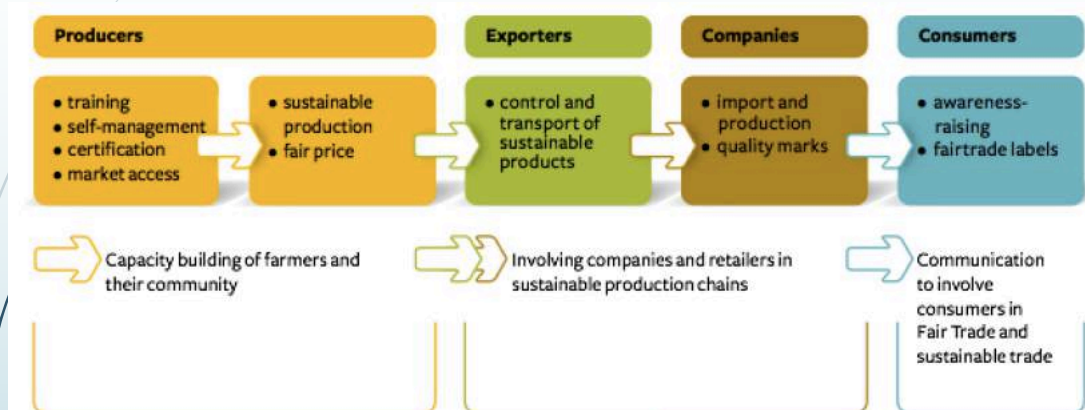 Producers
Exporters
Companies
Consumers
• training
• self-management
• certification
• market access
• sustainable
production
• fair price
• control and
transport of
sustainable
products
• import and
production
• quality marks
• awareness-
raising
• fairtrade labels
Capacity building of farmers and
their community
Involving companies and retailers in
sustainable production chains
Communication
to involve
consumers in
Fair Trade and
sustainable trade